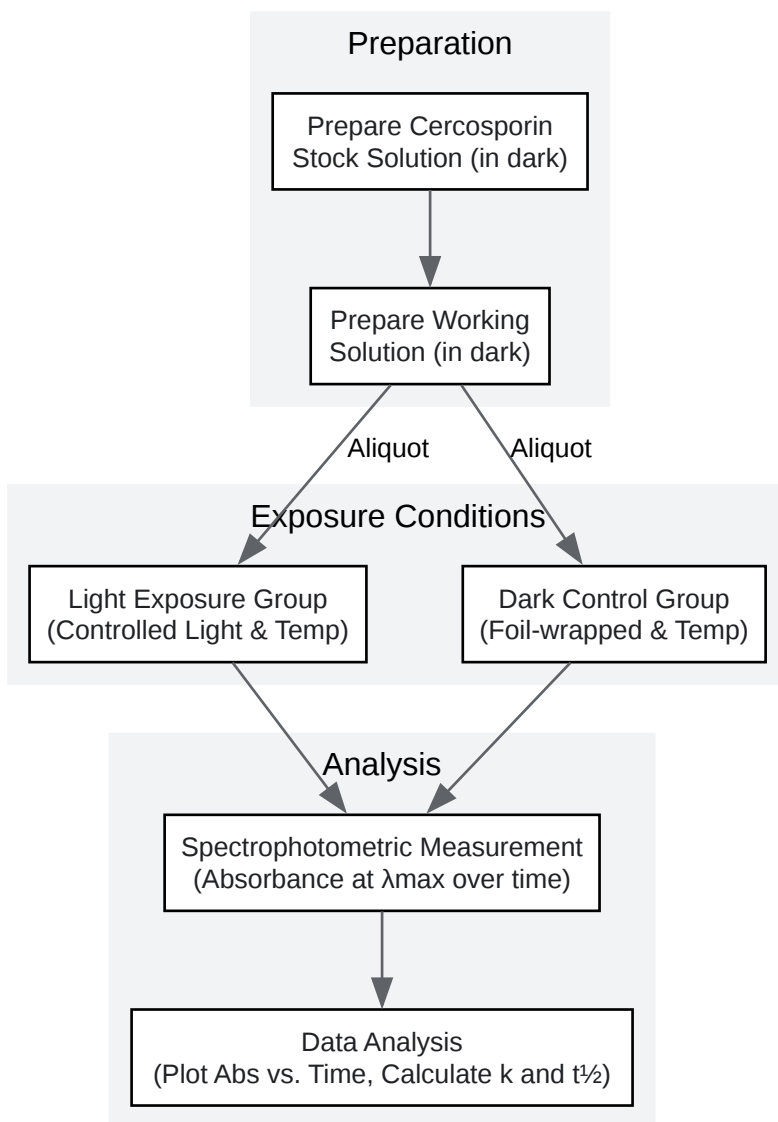 Preparation
Prepare Cercosporin
Stock Solution (in dark)
Prepare Working
Solution (in dark)
Aliquot
Aliquot
Exposure Conditions
Light Exposure Group
(Controlled Light & Temp)
Dark Control Group
(Foil-wrapped & Temp)
Analysis
Spectrophotometric Measurement
(Absorbance at λmax over time)
Data Analysis
(Plot Abs vs. Time, Calculate k and t½)